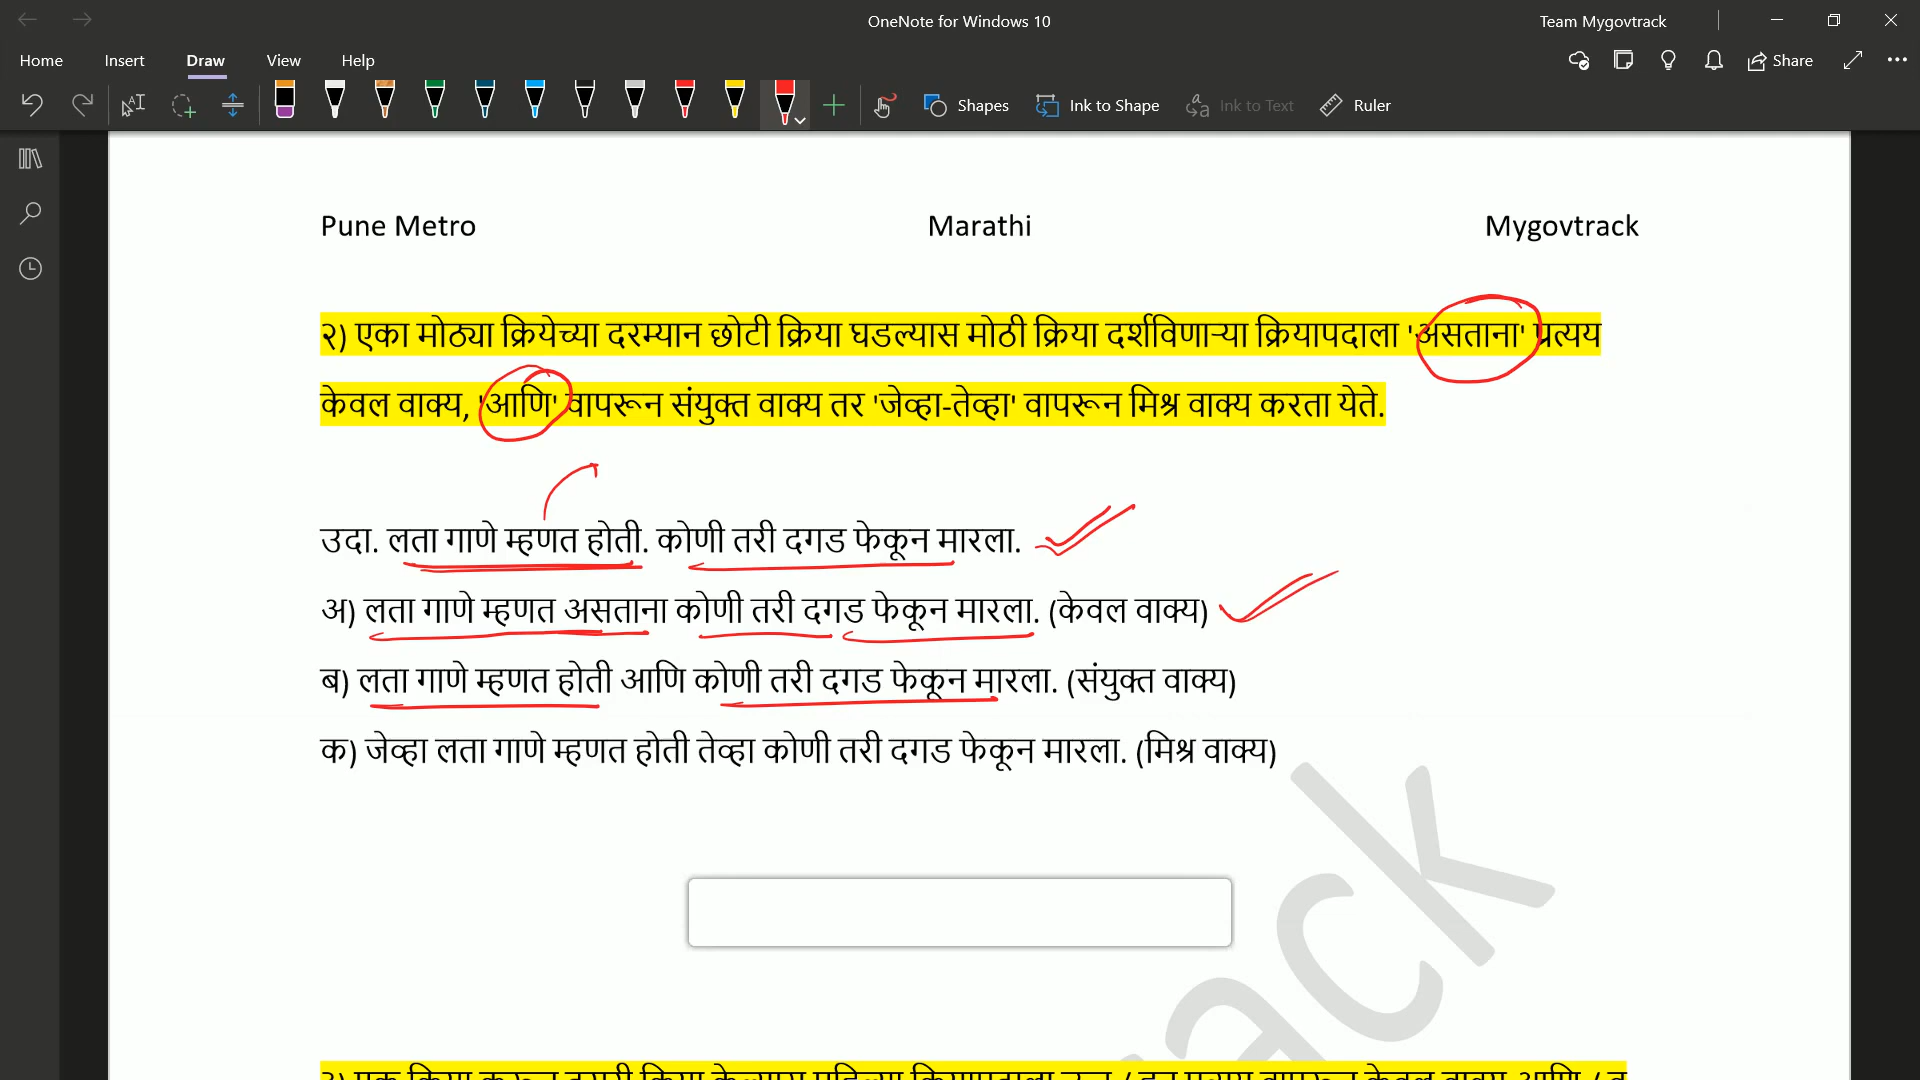 OneNote for Windows 10
Team Mygovtrack
Home Insert Draw View Help
Share
Shapes Ink to Shape Ink to Text Ruler
Pune Metro Marathi Mygovtrack
२) एका मोठ्या क्रियेच्या दरम्यान छोटी क्रिया घडल्यास मोठी क्रिया दर्शविणाऱ्या क्रियापदाला 'असताना' प्रत्यय
केवल वाक्य, 'आणि' वापरून संयुक्त वाक्य तर 'जेव्हा-तेव्हा' वापरून मिश्र वाक्य करता येते.
उदा. लता गाणे म्हणत होती. कोणी तरी दगड फेकून मारला.
अ) लता गाणे म्हणत असताना कोणी तरी दगड फेकून मारला. (केवल वाक्य)
ब) लता गाणे म्हणत होती आणि कोणी तरी दगड फेकून मारला. (संयुक्त वाक्य)
क) जेव्हा लता गाणे म्हणत होती तेव्हा कोणी तरी दगड फेकून मारला. (मिश्र वाक्य)
ack